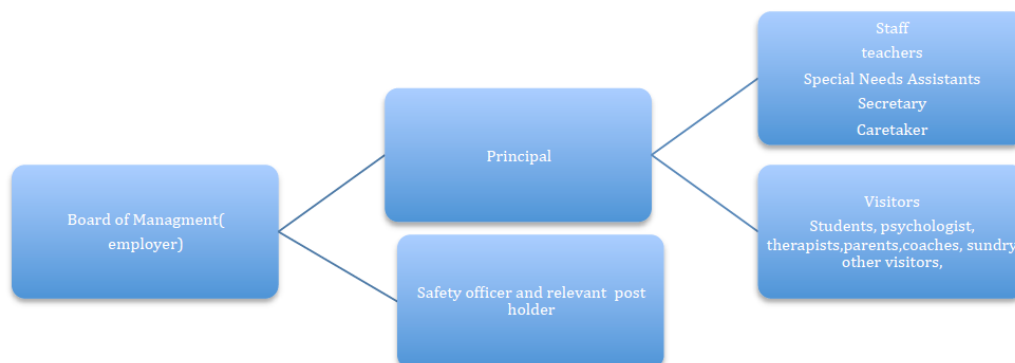 Board of Managment(
employer)
Principal
Safety officer and relevant post
holder
Staff
teachers
Special Needs Assistants
Secretary
Caretaker
Visitors
Students, psychologist,
therapists,parents,coaches, sundry
other visitors,